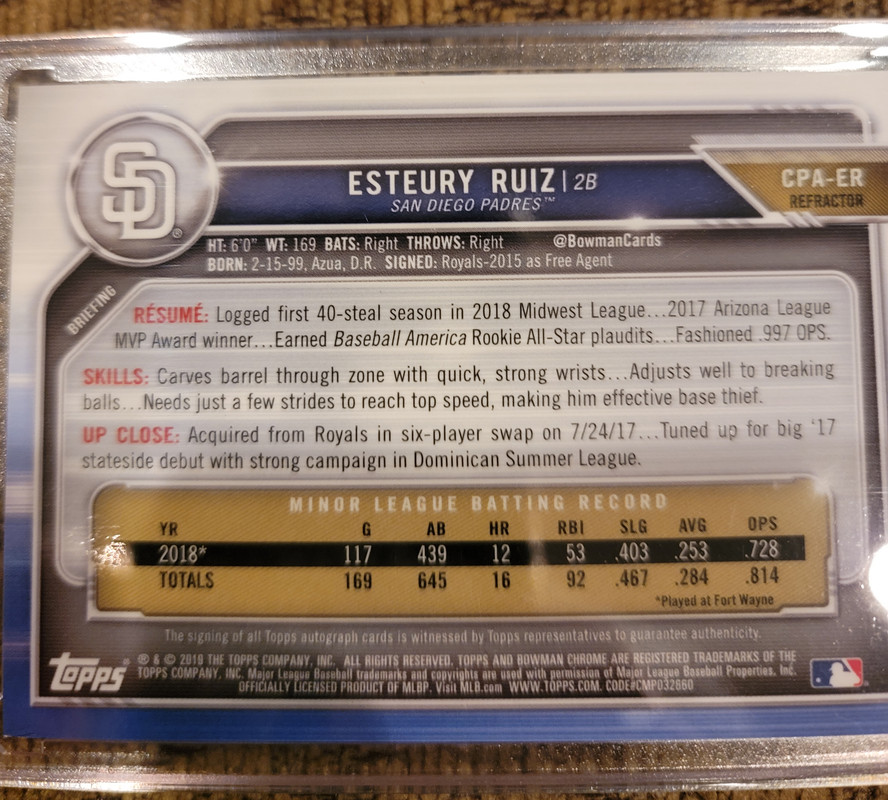 SD ®
ESTEURY RUIZ | 2B
SAN DIEGO PADRES™
CPA-ER
REFRACTOR
HT: 6'0" WT: 169 BATS: Right THROWS: Right @BowmanCards
BORN: 2-15-99, Azua, D.R. SIGNED: Royals-2015 as Free Agent
BRIEFING
RÉSUMÉ: Logged first 40-steal season in 2018 Midwest League...2017 Arizona League
MVP Award winner...Earned Baseball America Rookie All-Star plaudits...Fashioned .997 OPS.
SKILLS: Carves barrel through zone with quick, strong wrists...Adjusts well to breaking
balls...Needs just a few strides to reach top speed, making him effective base thief.
UP CLOSE: Acquired from Royals in six-player swap on 7/24/17...Tuned up for big '17
stateside debut with strong campaign in Dominican Summer League.
MINOR LEAGUE BATTING RECORD
YR G AB HR RBI SLG AVG OPS
2018* 117 439 12 53 .403 .253 .728
TOTALS 169 645 16 92 .467 .284 .814
*Played at Fort Wayne
The signing of all Topps autograph cards is witnessed by Topps representatives to guarantee authenticity.
Topps ® & © 2019 THE TOPPS COMPANY, INC. ALL RIGHTS RESERVED. TOPPS AND BOWMAN CHROME ARE REGISTERED TRADEMARKS OF THE
TOPPS COMPANY, INC. Major League Baseball trademarks and copyrights are used with permission of Major League Baseball Properties, Inc.
OFFICIALLY LICENSED PRODUCT OF MLBP. Visit MLB.com WWW.TOPPS.COM. CODE#CMP032660